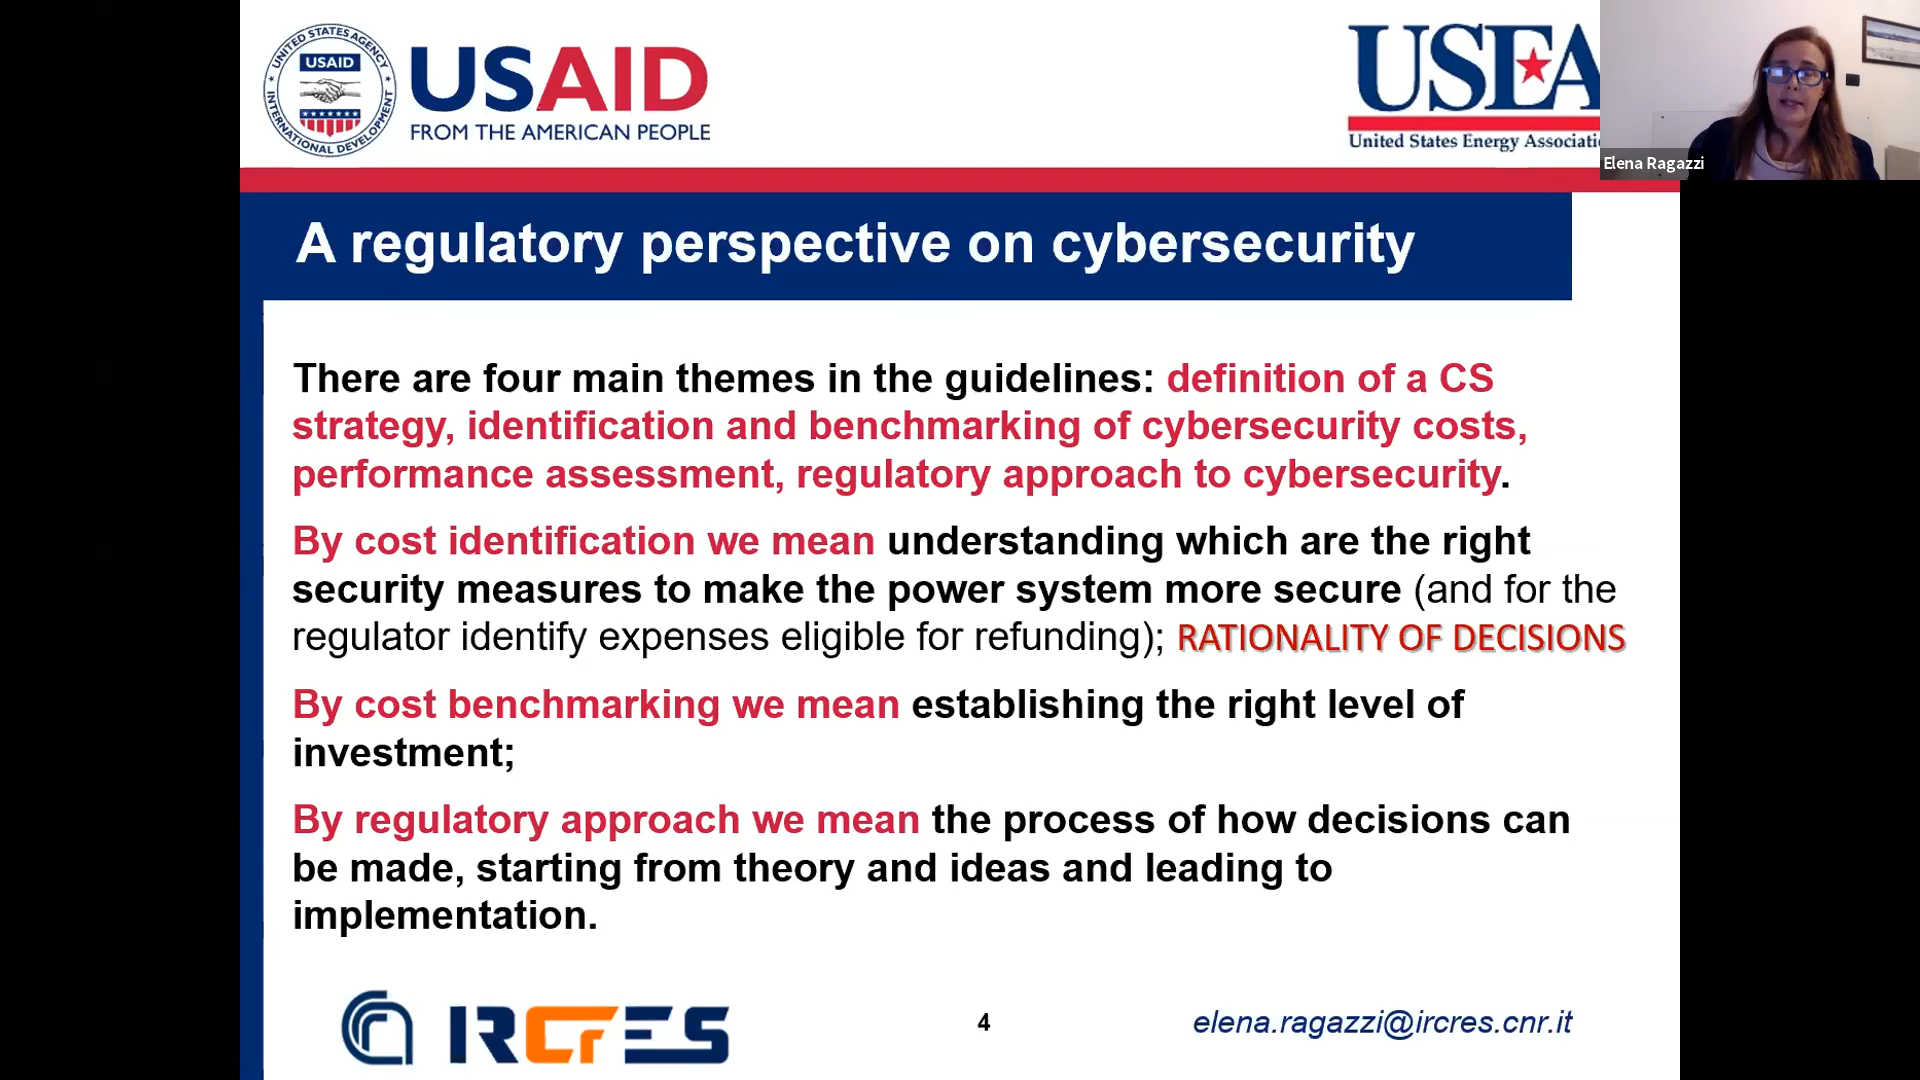 UNITED STATES AGENCY
USAID
INTERNATIONAL DEVELOPMENT
USAID
FROM THE AMERICAN PEOPLE
USEA
United States Energy Associati
Elena Ragazzi
A regulatory perspective on cybersecurity
There are four main themes in the guidelines: definition of a CS
strategy, identification and benchmarking of cybersecurity costs,
performance assessment, regulatory approach to cybersecurity.
By cost identification we mean understanding which are the right
security measures to make the power system more secure (and for the
regulator identify expenses eligible for refunding); RATIONALITY OF DECISIONS
By cost benchmarking we mean establishing the right level of
investment;
By regulatory approach we mean the process of how decisions can
be made, starting from theory and ideas and leading to
implementation.
IRCrES
4
elena.ragazzi@ircres.cnr.it